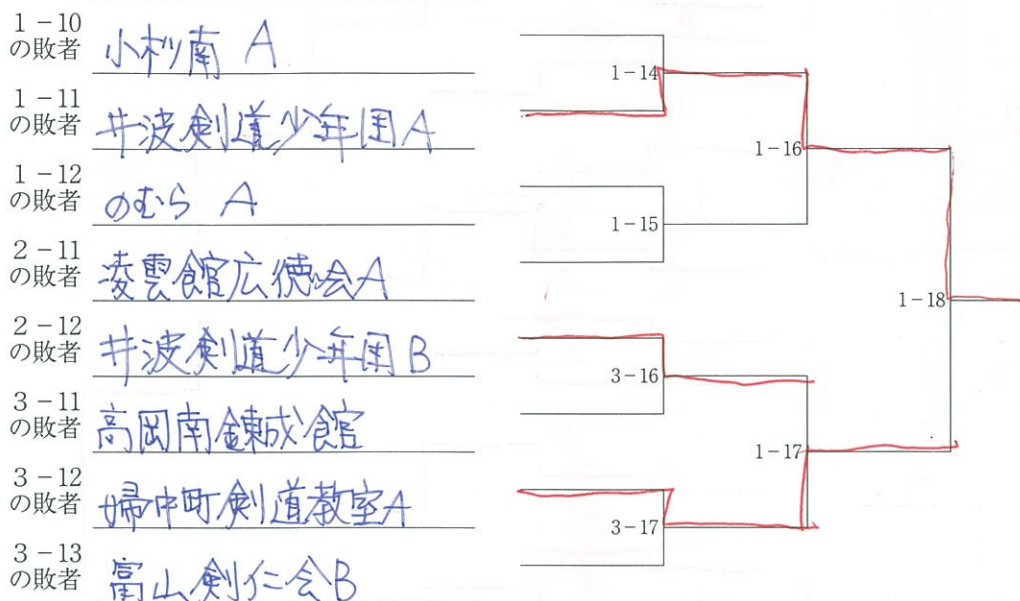 1-10
の敗者 小杉南 A
1-14
1-11
の敗者 井波剣道少年団A
1-16
1-12
の敗者 のむら A
1-15
2-11
の敗者 凌雲館広徳会A
1-18
2-12
の敗者 井波剣道少年団B
3-16
3-11
の敗者 高岡南錬成館
1-17
3-12
の敗者 婦中町剣道教室A
3-17
3-13
の敗者 富山剣仁会B